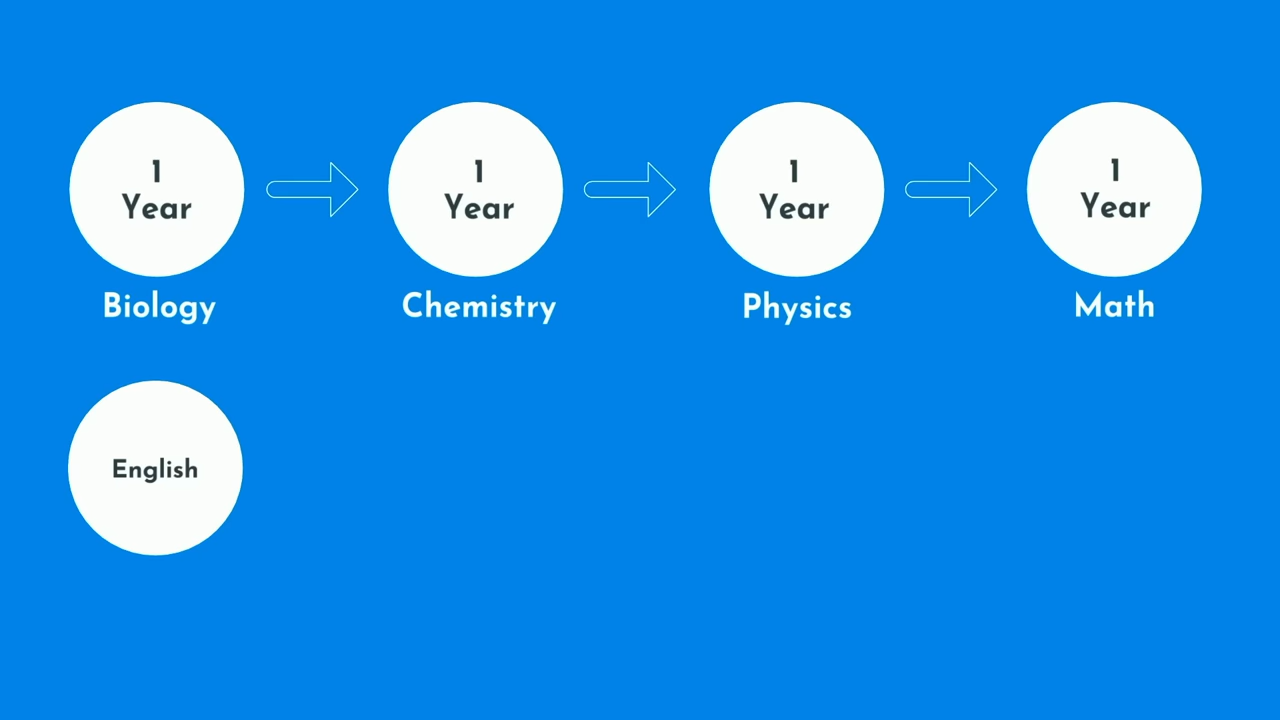 1
Year
1
Year
1
Year
1
Year
Biology
Chemistry
Physics
Math
English